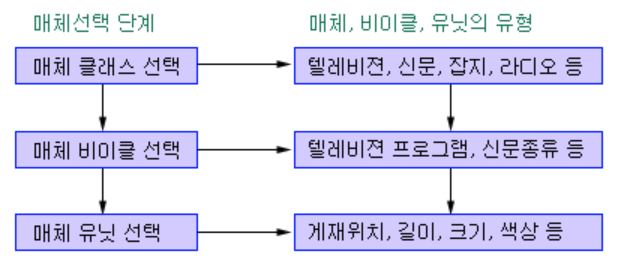 매체선택 단계
매체, 비이클, 유닛의 유형
매체 클래스 선택
텔레비젼, 신문, 잡지, 라디오 등
매체 비이클 선택
텔레비젼 프로그램, 신문종류 등
매체 유닛 선택
게재위치, 길이, 크기, 색상 등